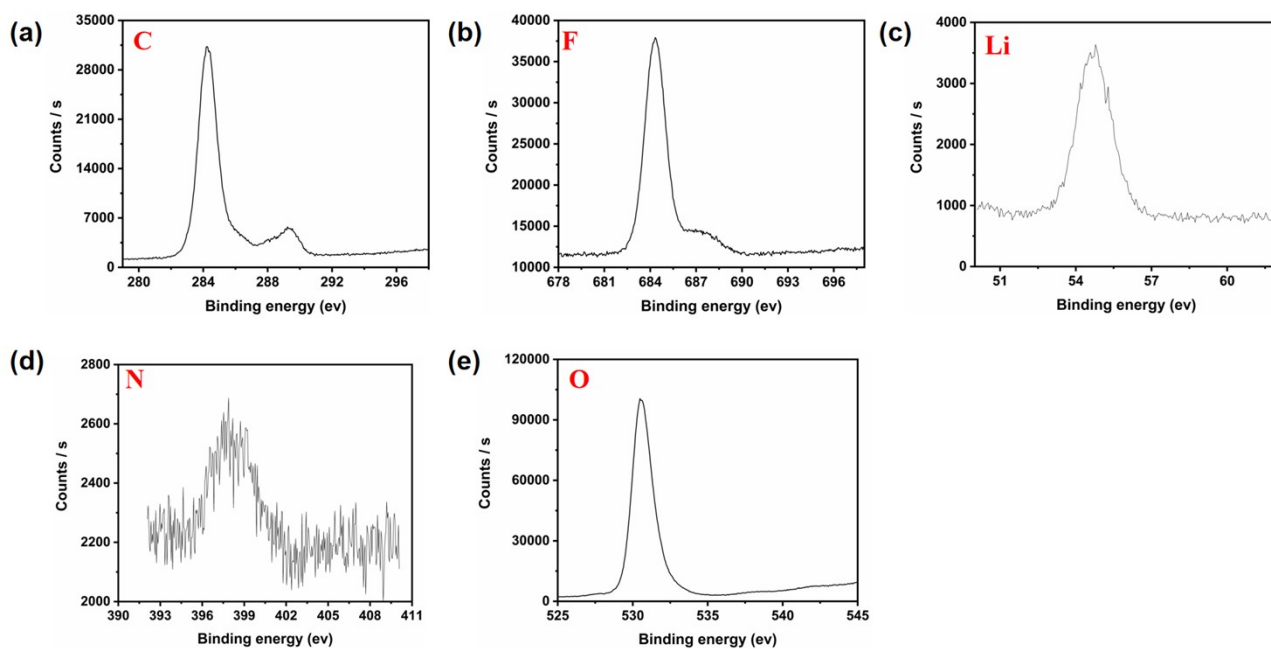 (a)
C
35000
28000
21000
14000
7000
0
Counts / s
280
284
288
292
296
Binding energy (ev)
(b)
F
40000
35000
30000
25000
20000
15000
10000
Counts / s
678
681
684
687
690
693
696
Binding energy (ev)
(c)
Li
4000
3000
2000
1000
0
Counts / s
51
54
57
60
Binding energy (ev)
(d)
N
2800
2600
2400
2200
2000
Counts / s
390
393
396
399
402
405
408
411
Binding energy (ev)
(e)
O
120000
90000
60000
30000
0
Counts / s
525
530
535
540
545
Binding energy (ev)